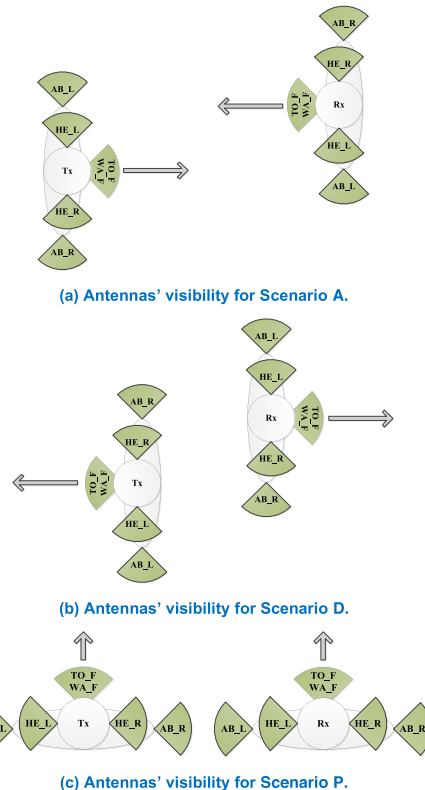 AB_R
HE_R
TO_F
WA_F
Rx
HE_L
AB_L
AB_L
HE_L
Tx
TO_F
WA_F
HE_R
AB_R
(a) Antennas' visibility for Scenario A.
AB_L
HE_L
Rx
TO_F
WA_F
HE_R
AB_R
AB_R
HE_R
TO_F
WA_F
Tx
HE_L
AB_L
(b) Antennas' visibility for Scenario D.
TO_F
WA_F
L
HE_L
Tx
HE_R
AB_R
TO_F
WA_F
AB_L
HE_L
Rx
HE_R
AB_R
(c) Antennas' visibility for Scenario P.